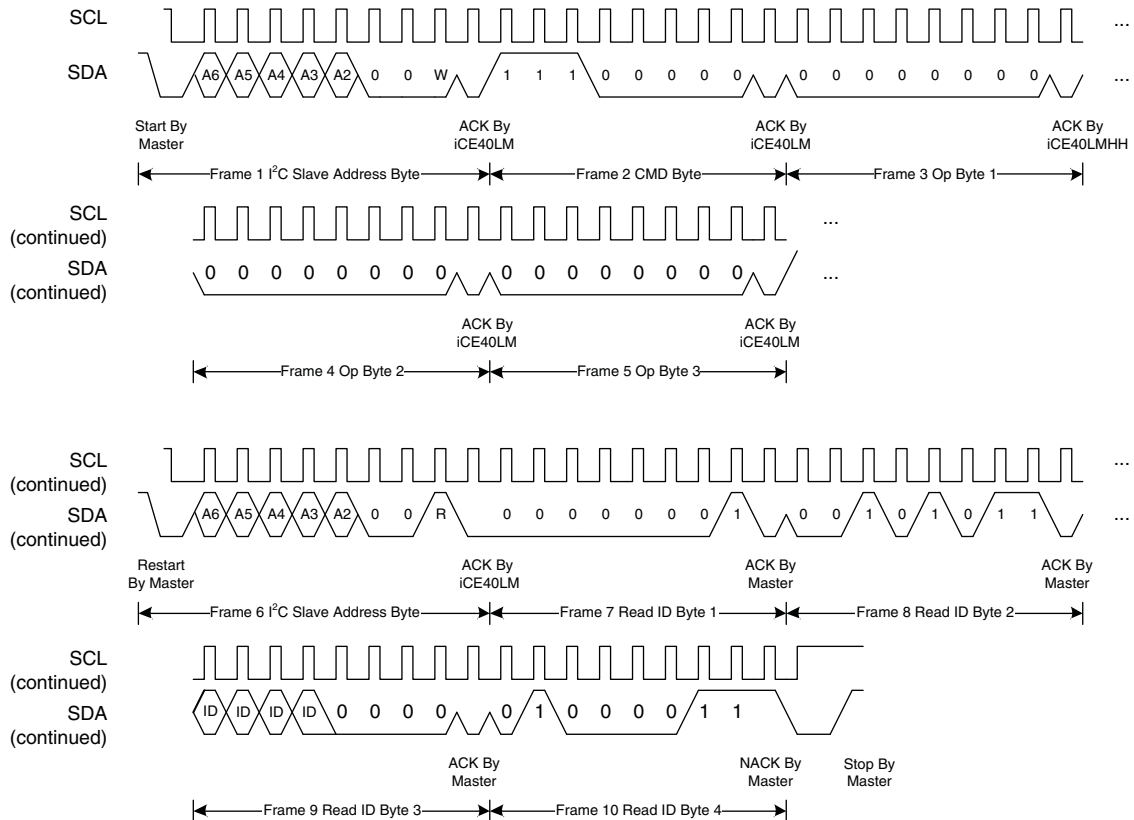 SCL ...
SDA A6 A5 A4 A3 A2 0 0 W 1 1 1 0 0 0 0 0 0 0 0 0 0 0 0 0 ...
Start By Master
ACK By iCE40LM
ACK By iCE40LM
ACK By iCE40LMHH
Frame 1 I²C Slave Address Byte
Frame 2 CMD Byte
Frame 3 Op Byte 1
SCL (continued) ...
SDA (continued) 0 0 0 0 0 0 0 0 0 0 0 0 0 0 0 0 ...
ACK By iCE40LM
ACK By iCE40LM
Frame 4 Op Byte 2
Frame 5 Op Byte 3
SCL (continued) ...
SDA (continued) A6 A5 A4 A3 A2 0 0 R 0 0 0 0 0 0 0 1 0 0 1 0 1 0 1 1 ...
Restart By Master
ACK By iCE40LM
ACK By Master
ACK By Master
Frame 6 I²C Slave Address Byte
Frame 7 Read ID Byte 1
Frame 8 Read ID Byte 2
SCL (continued)
SDA (continued) ID ID ID ID 0 0 0 0 0 1 0 0 0 0 1 1
ACK By Master
NACK By Master
Stop By Master
Frame 9 Read ID Byte 3
Frame 10 Read ID Byte 4